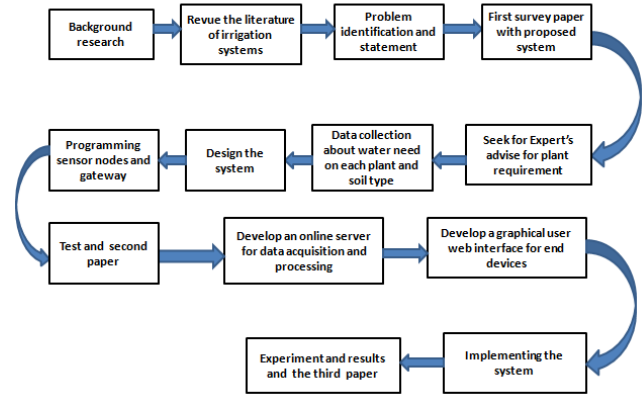 Background
research
Revue the literature
of irrigation
systems
Problem
identification and
statement
First survey paper
with proposed
system
Seek for Expert's
advise for plant
requirement
Data collection
about water need
on each plant and
soil type
Design the
system
Programming
sensor nodes and
gateway
Test and second
paper
Develop an online server
for data acquisition and
processing
Develop a graphical user
web interface for end
devices
Implementing the
system
Experiment and results
and the third paper